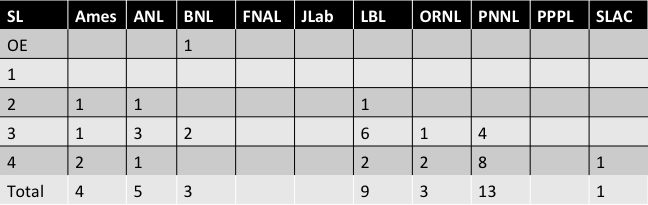 SL Ames ANL BNL FNAL JLab LBL ORNL PNNL PPPL SLAC
OE 1
1
2 1 1 1
3 1 3 2 6 1 4
4 2 1 2 2 8 1
Total 4 5 3 9 3 13 1